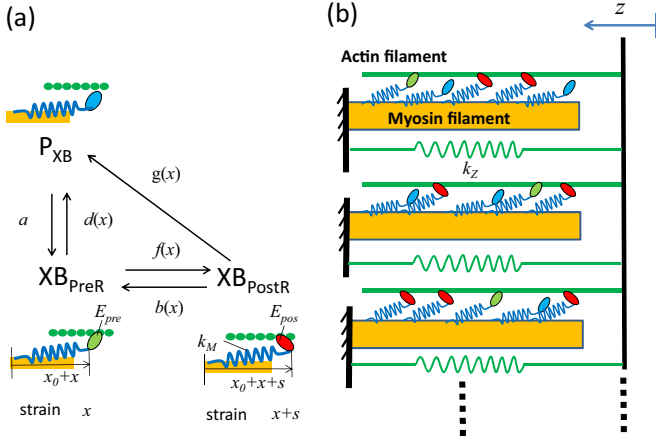 (a)
P_XB
g(x)
a
d(x)
f(x)
XB_PreR
XB_PostR
b(x)
E_pre
E_pos
k_M
x_0+x
x_0+x+s
strain x
strain x+s
(b)
z
Actin filament
Myosin filament
k_Z